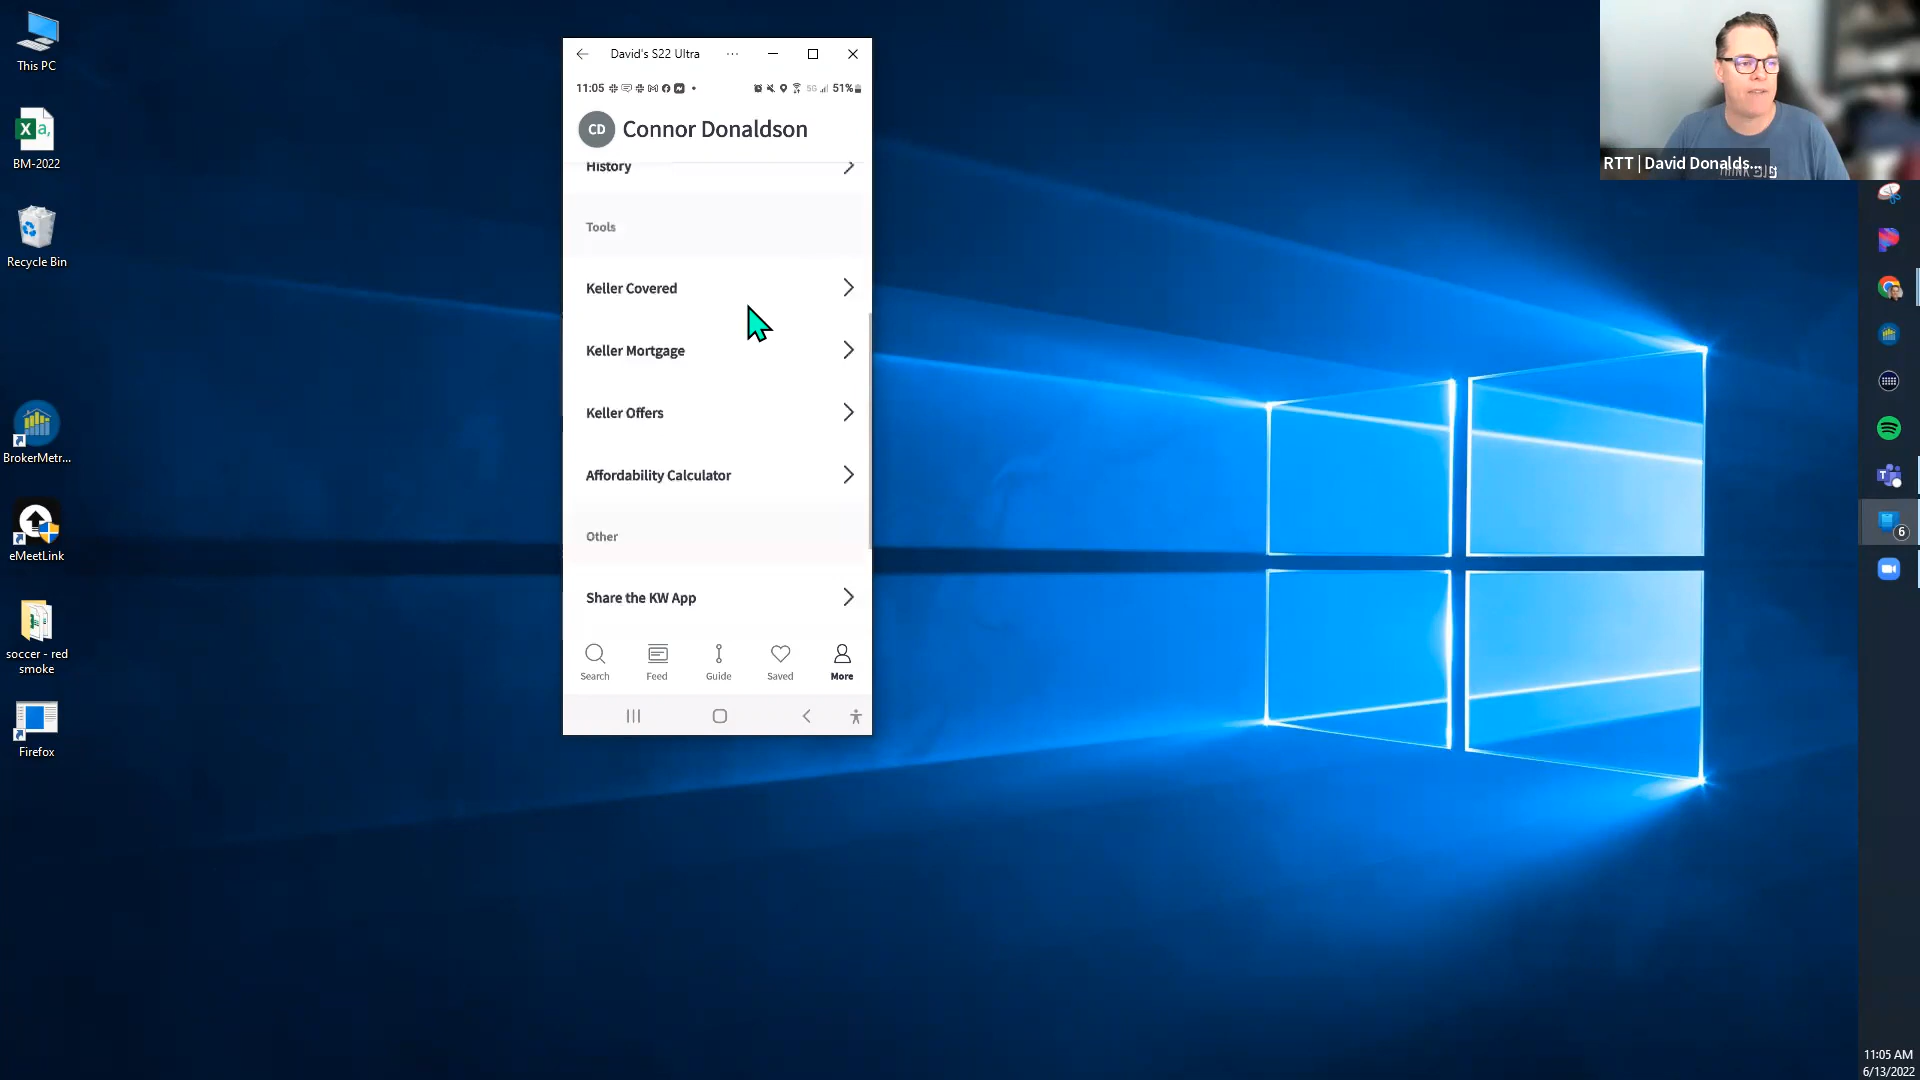 This PC
BM-2022
Recycle Bin
BrokerMetr...
eMeetLink
soccer - red
smoke
Firefox
David's S22 Ultra
11:05
5G
51%
CD
Connor Donaldson
History
Tools
Keller Covered
Keller Mortgage
Keller Offers
Affordability Calculator
Other
Share the KW App
Search
Feed
Guide
Saved
More
RTT | David Donalds...
6
11:05 AM
6/13/2022